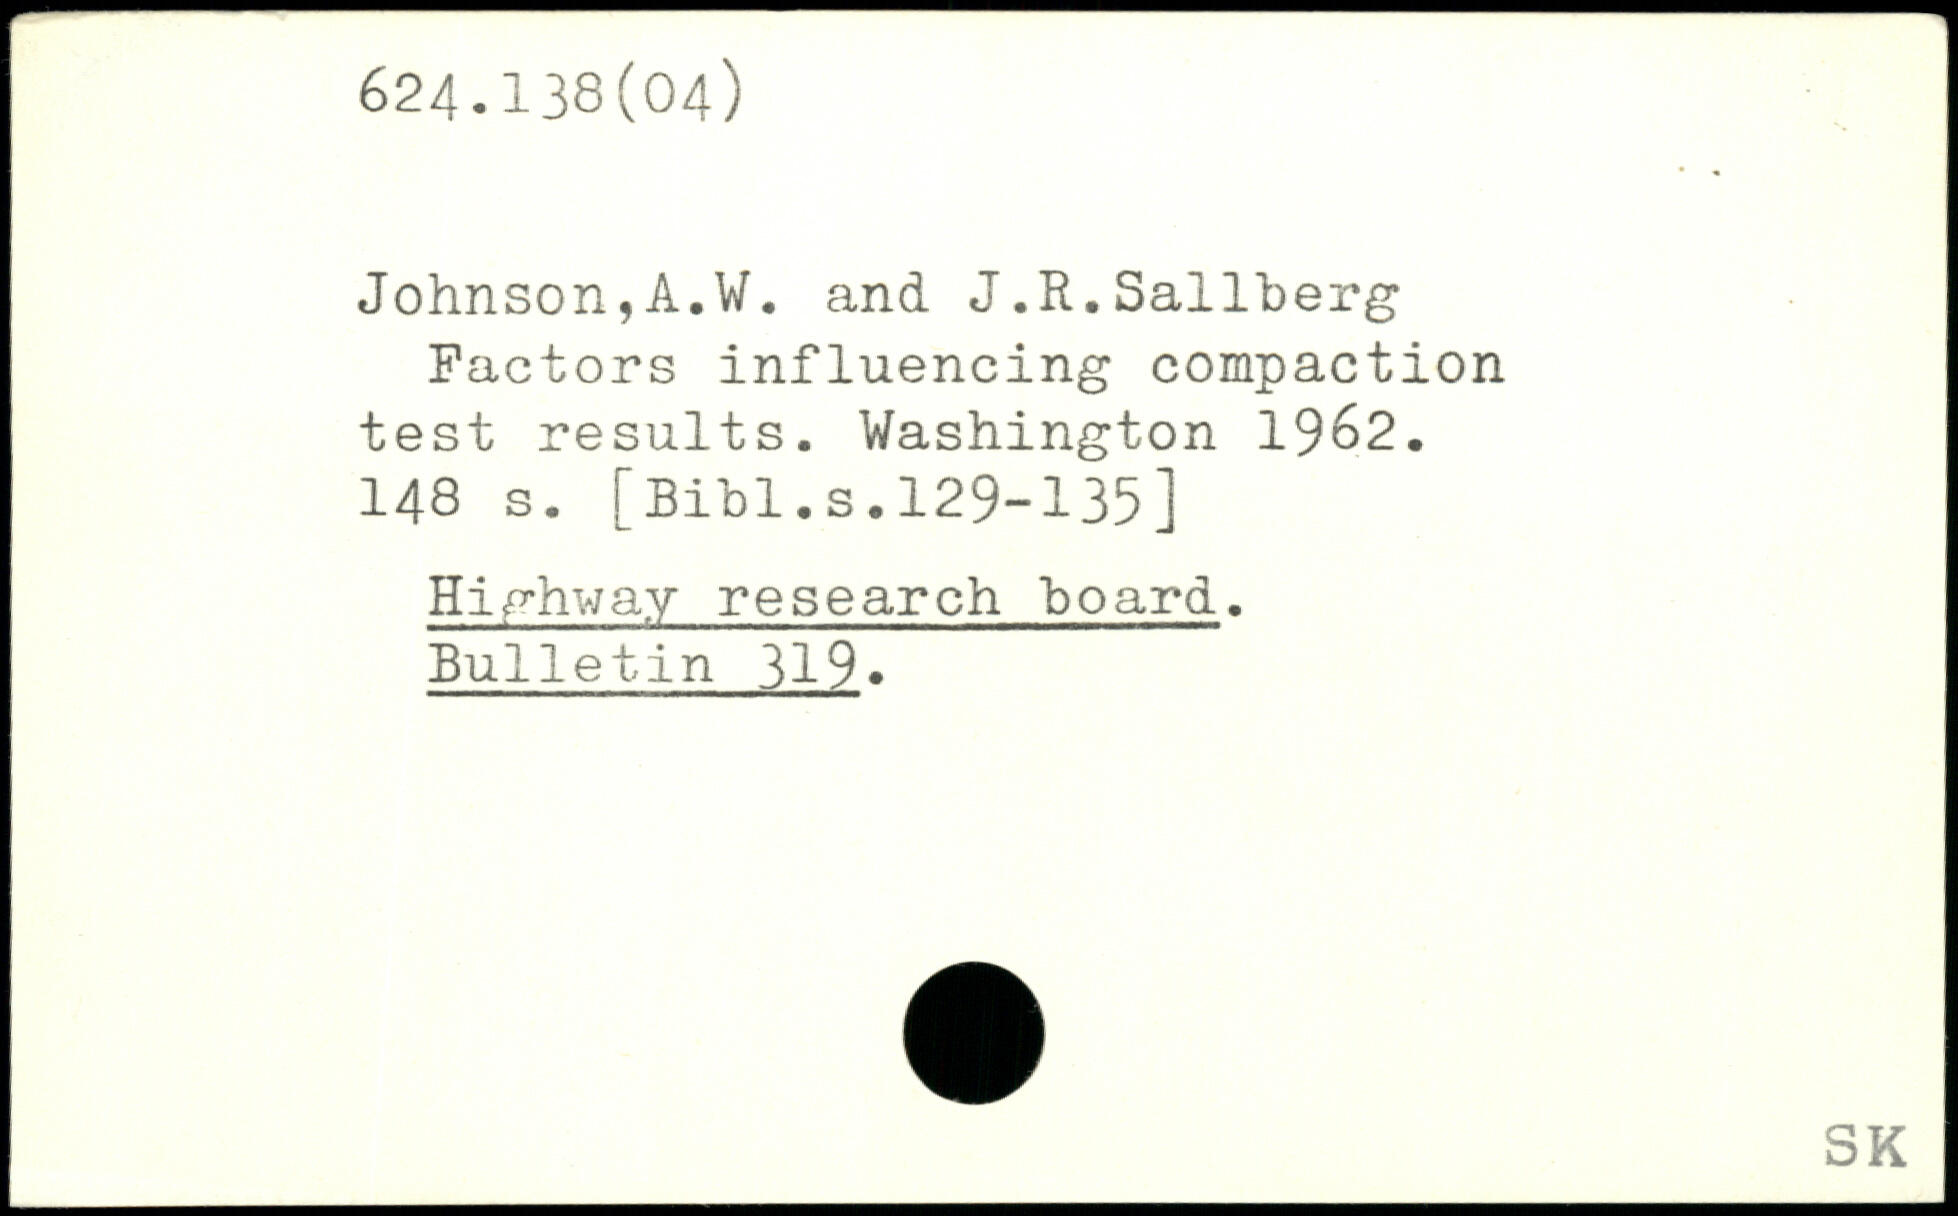 624.138(04)
Johnson,A.W. and J.R.Sallberg
Factors influencing compaction
test results. Washington 1962.
148 s. [Bibl.s.129-135]
Highway research board.
Bulletin 319.
SK